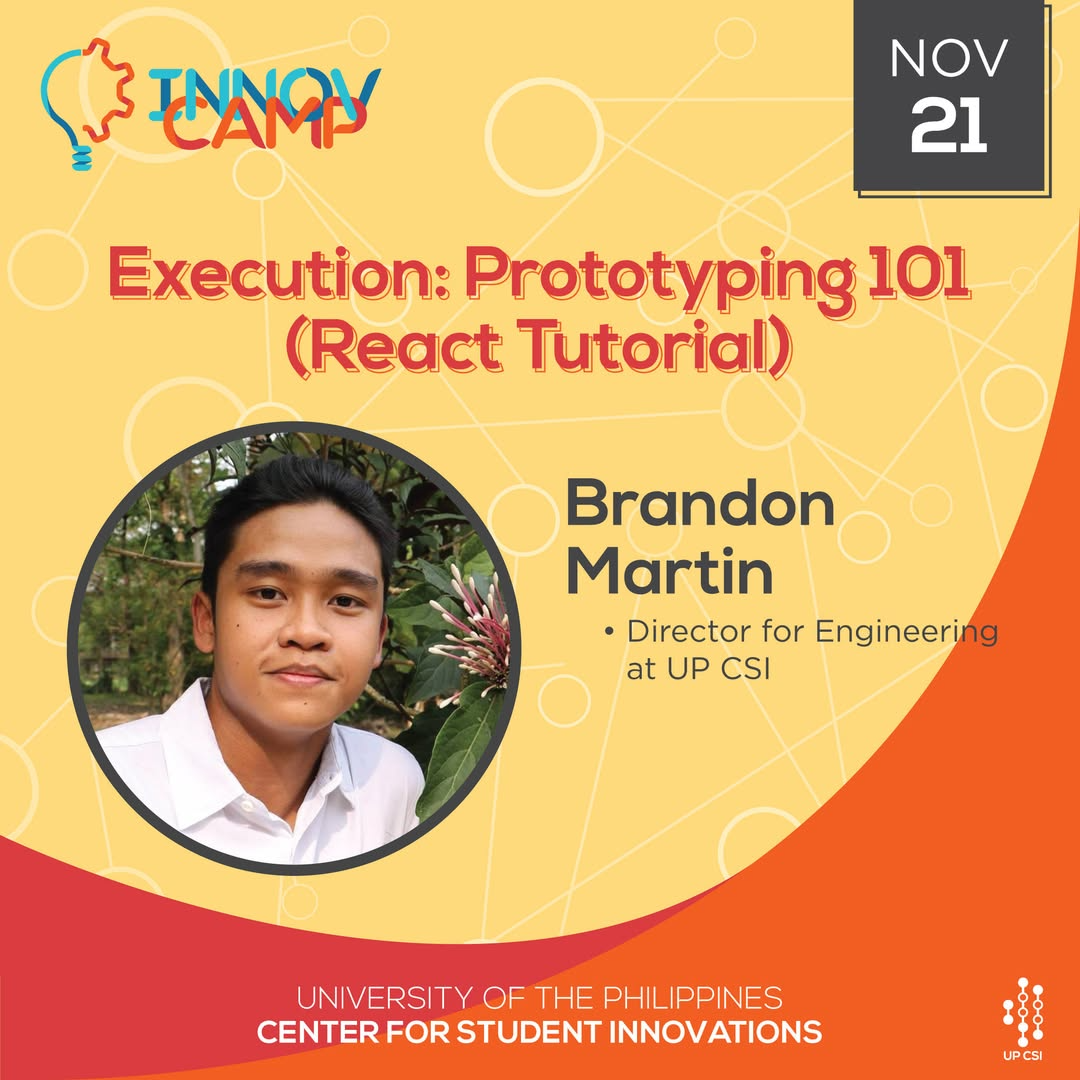 INNOV
CAMP
NOV
21
Execution: Prototyping 101
(React Tutorial)
Brandon
Martin
• Director for Engineering
at UP CSI
UNIVERSITY OF THE PHILIPPINES
CENTER FOR STUDENT INNOVATIONS
UP CSI